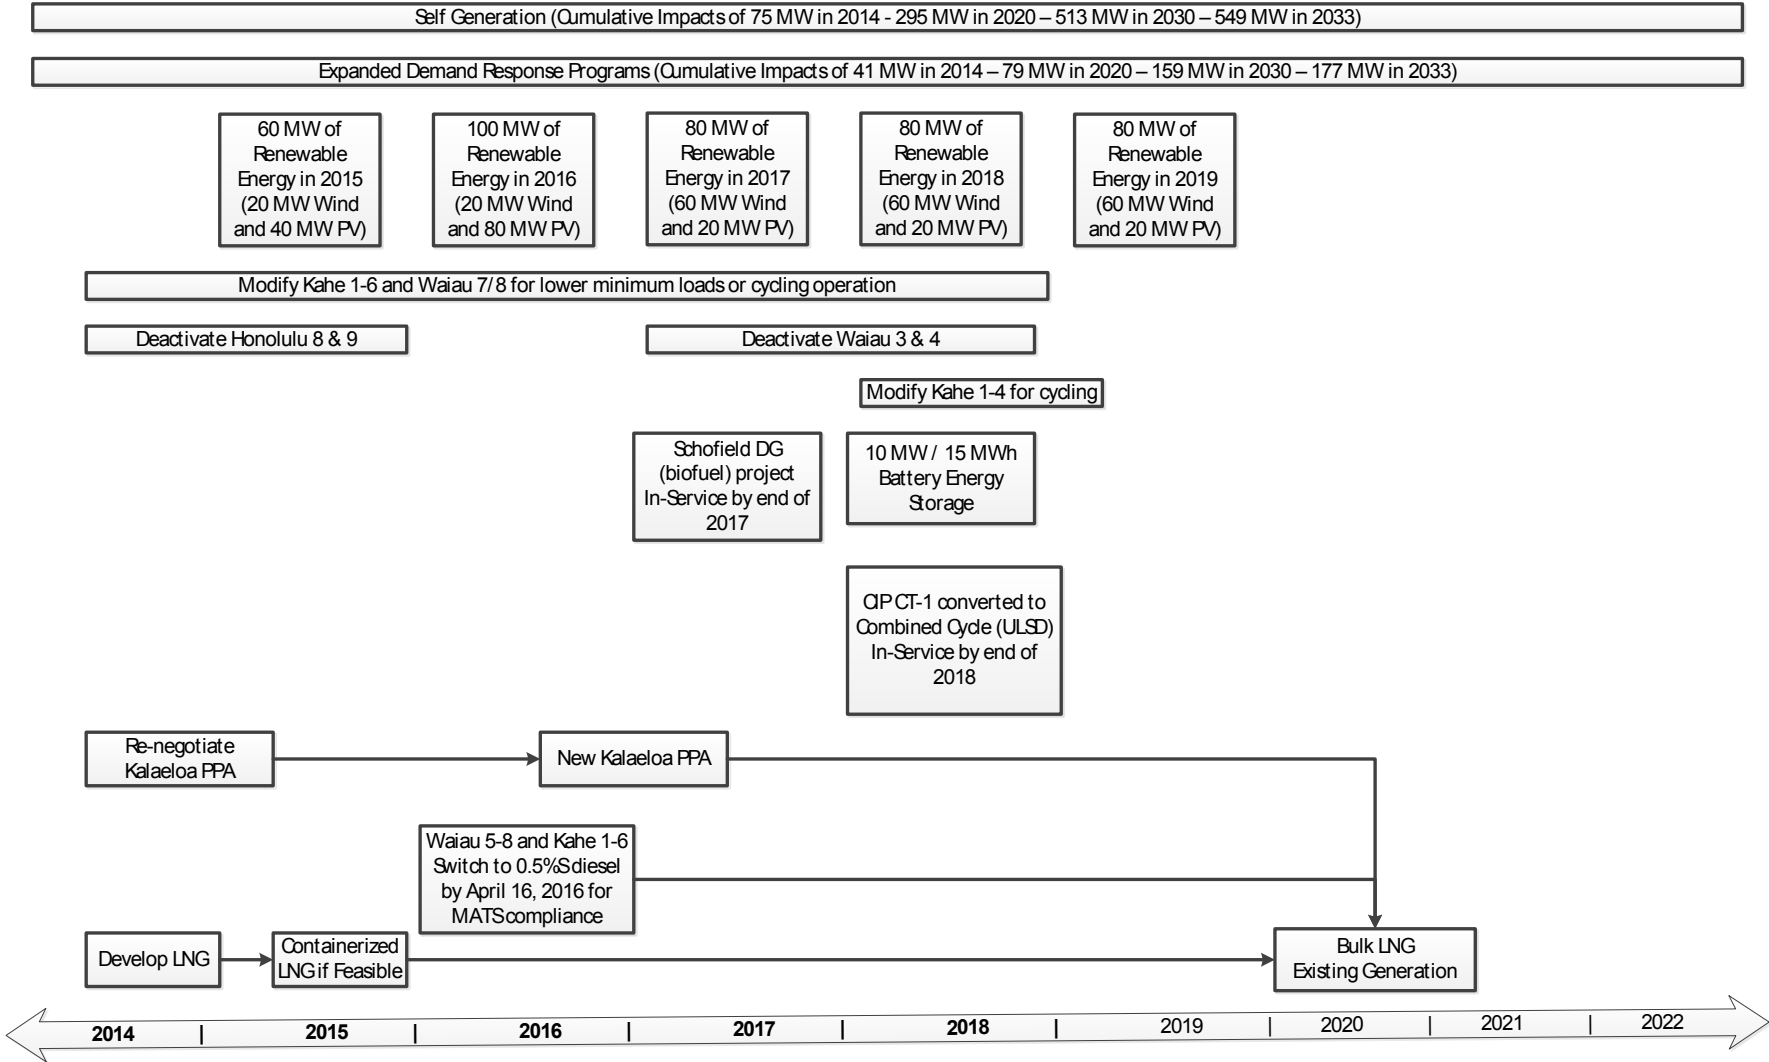 Self Generation (Cumulative Impacts of 75 MW in 2014 - 295 MW in 2020 – 513 MW in 2030 – 549 MW in 2033)
Expanded Demand Response Programs (Cumulative Impacts of 41 MW in 2014 – 79 MW in 2020 – 159 MW in 2030 – 177 MW in 2033)
60 MW of
Renewable
Energy in 2015
(20 MW Wind
and 40 MW PV)
100 MW of
Renewable
Energy in 2016
(20 MW Wind
and 80 MW PV)
80 MW of
Renewable
Energy in 2017
(60 MW Wind
and 20 MW PV)
80 MW of
Renewable
Energy in 2018
(60 MW Wind
and 20 MW PV)
80 MW of
Renewable
Energy in 2019
(60 MW Wind
and 20 MW PV)
Modify Kahe 1-6 and Waiau 7/8 for lower minimum loads or cycling operation
Deactivate Honolulu 8 & 9
Deactivate Waiau 3 & 4
Modify Kahe 1-4 for cycling
Schofield DG
(biofuel) project
In-Service by end of
2017
10 MW / 15 MWh
Battery Energy
Storage
CIP CT-1 converted to
Combined Cycle (ULSD)
In-Service by end of
2018
Re-negotiate
Kalaeloa PPA
New Kalaeloa PPA
Waiau 5-8 and Kahe 1-6
Switch to 0.5%S diesel
by April 16, 2016 for
MATS compliance
Develop LNG
Containerized
LNG if Feasible
Bulk LNG
Existing Generation
2014 | 2015 | 2016 | 2017 | 2018 | 2019 | 2020 | 2021 | 2022